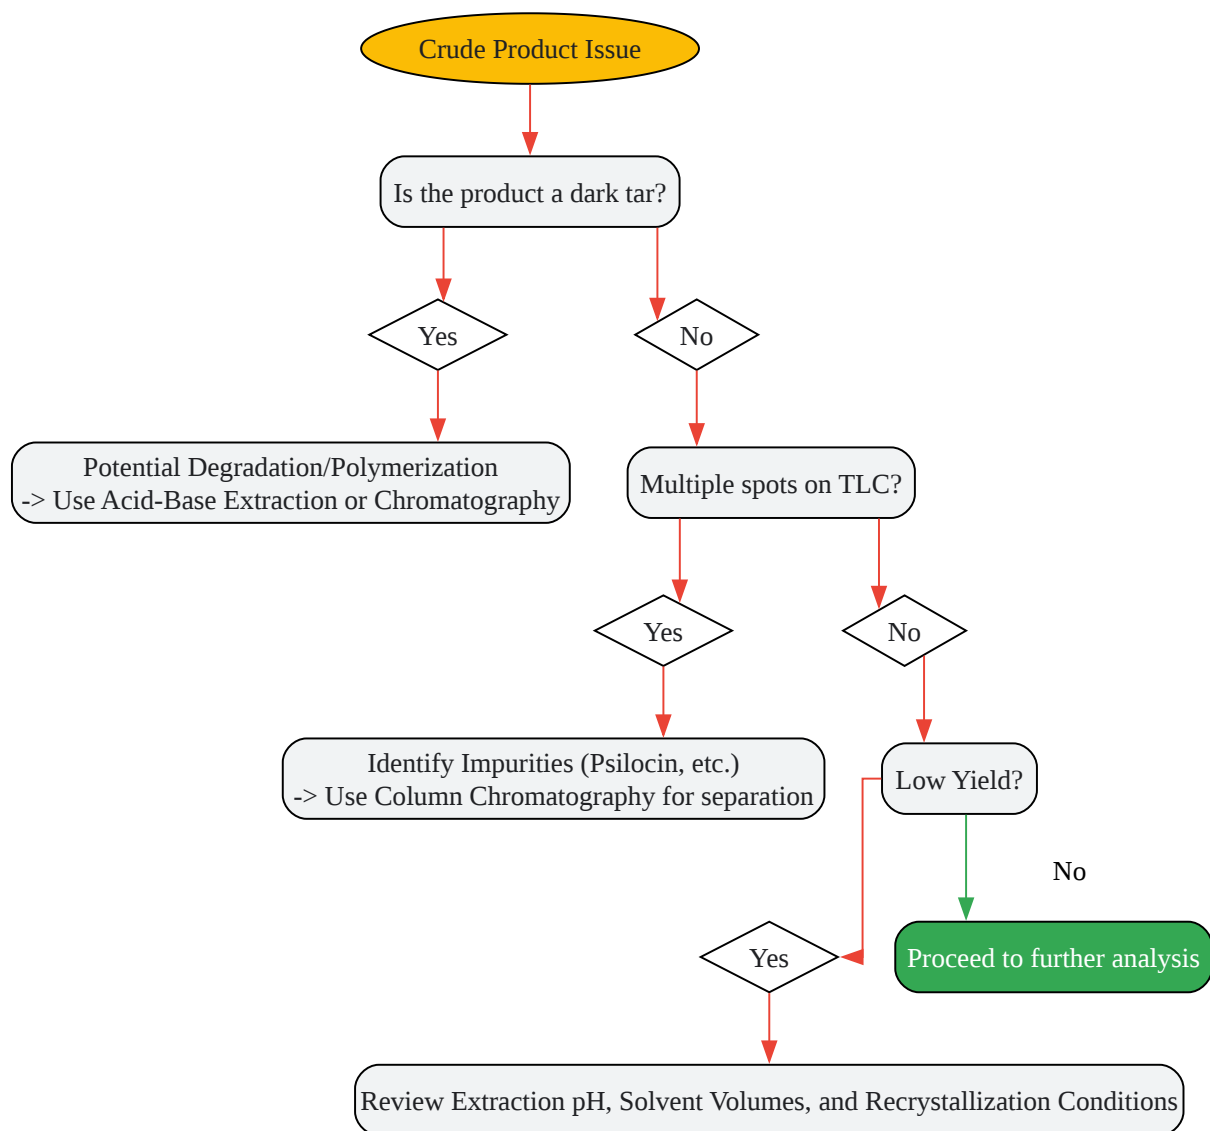 Crude Product Issue
Is the product a dark tar?
Yes
No
Potential Degradation/Polymerization
-> Use Acid-Base Extraction or Chromatography
Multiple spots on TLC?
Yes
No
Identify Impurities (Psilocin, etc.)
-> Use Column Chromatography for separation
Low Yield?
No
Yes
Proceed to further analysis
Review Extraction pH, Solvent Volumes, and Recrystallization Conditions